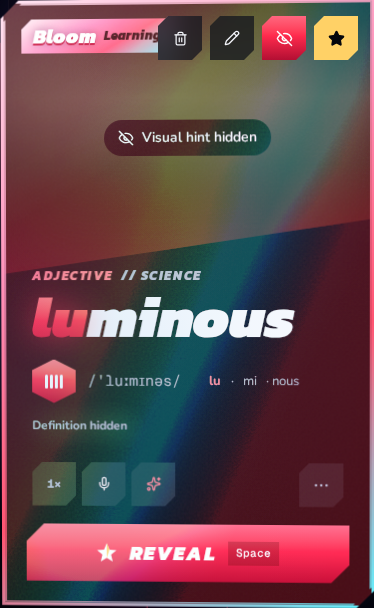 Bloom Learning
Visual hint hidden
ADJECTIVE // SCIENCE
luminous
/ˈluːmɪnəs/ lu · mi · nous
Definition hidden
1×
REVEAL Space